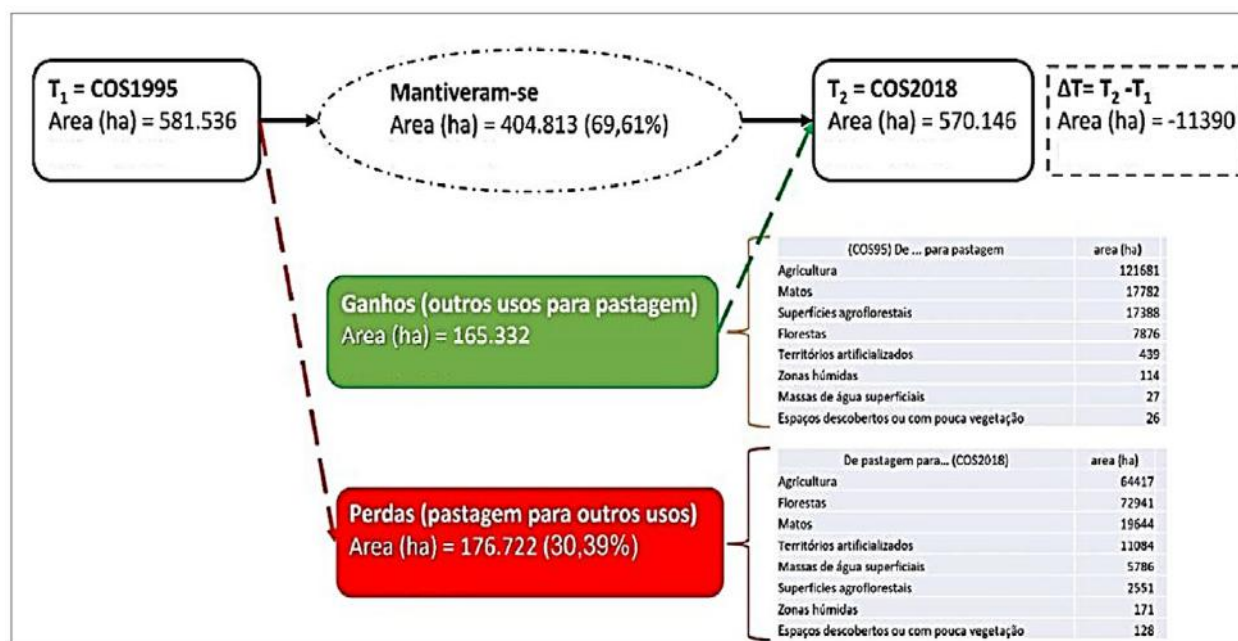 T1 = COS1995
Area (ha) = 581.536
Mantiveram-se
Area (ha) = 404.813 (69,61%)
T2 = COS2018
Area (ha) = 570.146
ΔT= T2 -T1
Area (ha) = -11390
Ganhos (outros usos para pastagem)
Area (ha) = 165.332
(COS95) De ... para pastagem area (ha)
Agricultura 121681
Matos 17782
Superfícies agroflorestais 17388
Florestas 7876
Territórios artificializados 439
Zonas húmidas 114
Massas de água superficiais 27
Espaços descobertos ou com pouca vegetação 26
Perdas (pastagem para outros usos)
Area (ha) = 176.722 (30,39%)
De pastagem para... (COS2018) area (ha)
Agricultura 64417
Florestas 72941
Matos 19644
Territórios artificializados 11084
Massas de água superficiais 5786
Superfícies agroflorestais 2551
Zonas húmidas 171
Espaços descobertos ou com pouca vegetação 128